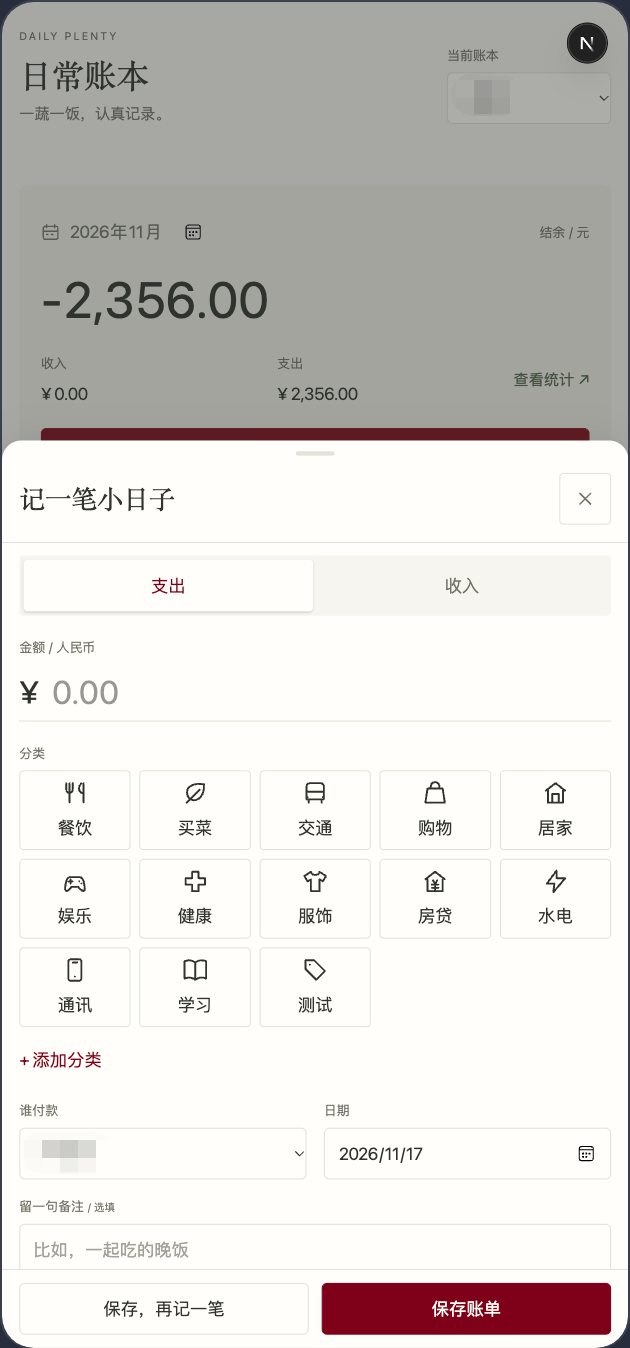 DAILY PLENTY
日常账本
一蔬一饭，认真记录。
当前账本
N
2026年11月
结余 / 元
-2,356.00
收入
支出
¥ 0.00
¥ 2,356.00
查看统计
记一笔小日子
支出
收入
金额 / 人民币
¥ 0.00
分类
餐饮
买菜
交通
购物
居家
娱乐
健康
服饰
房贷
水电
通讯
学习
测试
+ 添加分类
谁付款
日期
2026/11/17
留一句备注 / 选填
比如，一起吃的晚饭
保存，再记一笔
保存账单